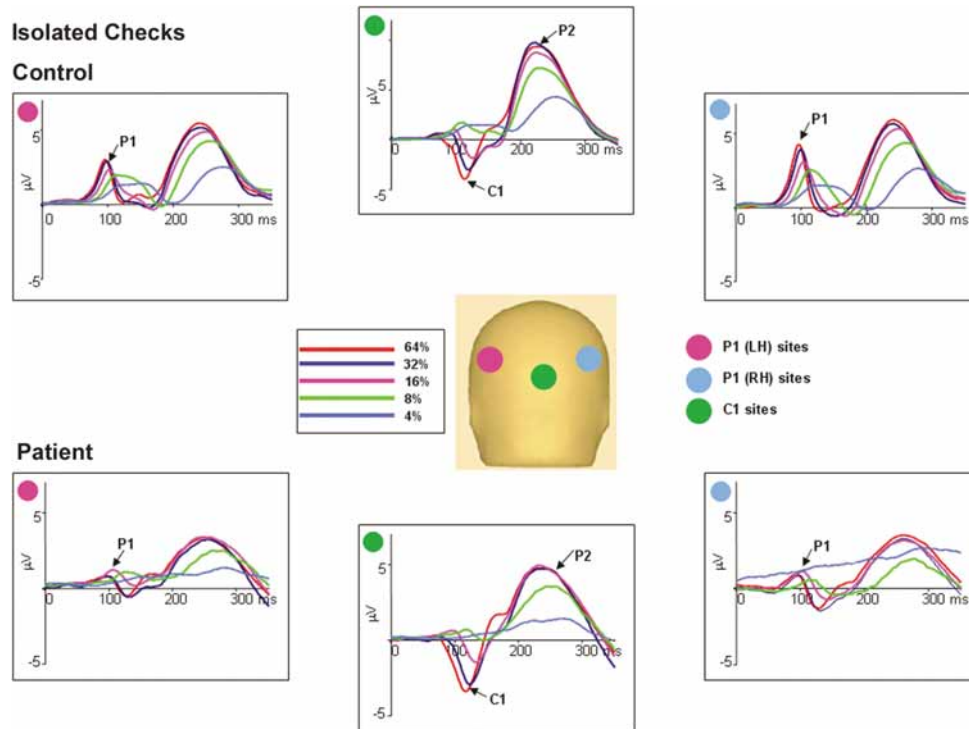 Isolated Checks
Control
5
μV
-5
P1
0 100 200 300 ms
5
μV
-5
P2
C1
0 100 200 300 ms
5
μV
-5
P1
0 100 200 300 ms
64%
32%
16%
8%
4%
P1 (LH) sites
P1 (RH) sites
C1 sites
Patient
5
μV
-5
P1
0 100 200 300 ms
5
μV
-5
P2
C1
0 100 200 300 ms
5
μV
-5
P1
0 100 200 300 ms